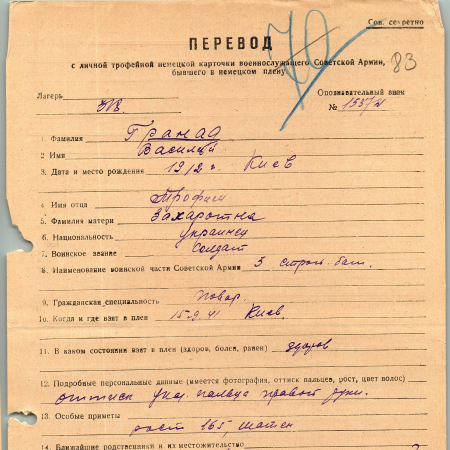 Сов. секретно
ПЕРЕВОД
с личной трофейной немецкой карточки военнослужащего Советской Армии,
бывшего в немецком плену
83
Лагерь
Опознавательный знак
№ 155/4
1. Фамилия Гранад
2 Имя Василий
3. Дата и место рождения 1912 г. Киев
4. Имя отца Трофим
5. Фамилия матери
6. Национальность украинец
7. Воинское звание солдат
8. Наименование воинской части Советской Армии 3 строит. бат.
9. Гражданская специальность повар
10. Когда и где взят в плен 15.9.41 Киев.
11. В каком состоянии взят в плен (здоров, болен, ранен) здоров
12. Подробные персональные данные (имеется фотография, оттиск пальцев, рост, цвет волос)
оттиск ук. пальца правой руки.
13. Особые приметы
рост 165, шатен
14. Ближайшие родственники и их местожительство